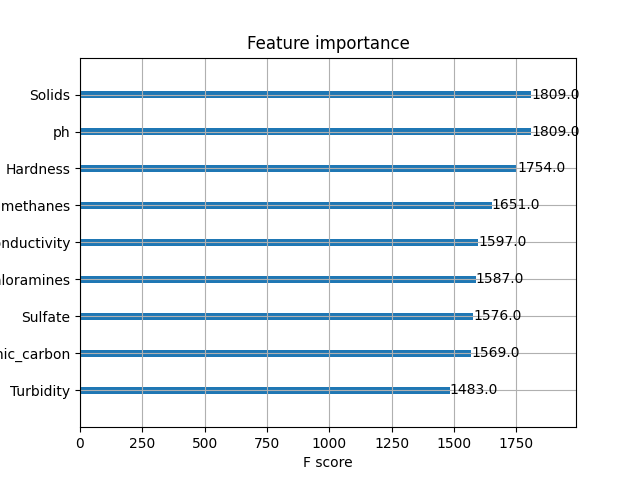 Feature importance
Solids 1809.0
ph 1809.0
Hardness 1754.0
methanes 1651.0
onductivity 1597.0
loramines 1587.0
Sulfate 1576.0
nic_carbon 1569.0
Turbidity 1483.0
0 250 500 750 1000 1250 1500 1750
F score